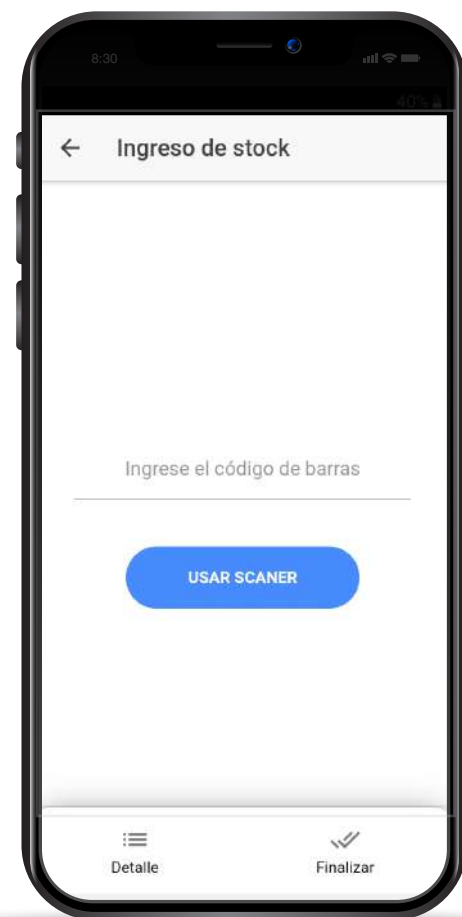 8:30
40%
Ingreso de stock
Ingrese el código de barras
USAR SCANER
Detalle
Finalizar